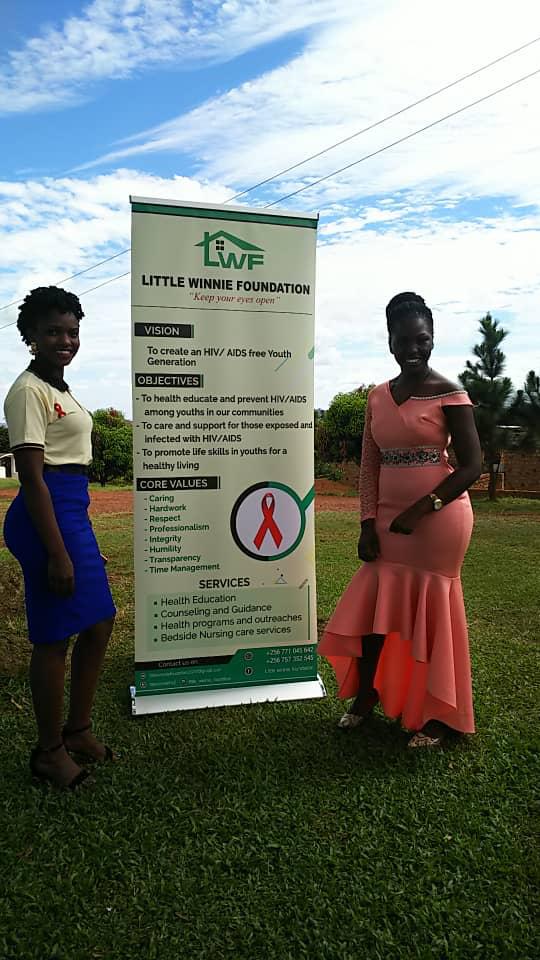 LWF
LITTLE WINNIE FOUNDATION
"Keep your eyes open"
VISION
To create an HIV/ AIDS free Youth
Generation
OBJECTIVES
- To health educate and prevent HIV/AIDS
among youths in our communities
- To care and support for those exposed and
infected with HIV/AIDS
- To promote life skills in youths for a
healthy living
CORE VALUES
- Caring
- Hardwork
- Respect
- Professionalism
- Integrity
- Humility
- Transparency
- Time Management
SERVICES
Health Education
Counseling and Guidance
Health programs and outreaches
Bedside Nursing care services
Contact us on:
+256 771 045 642
+256 757 352 545
Little winnie foundation